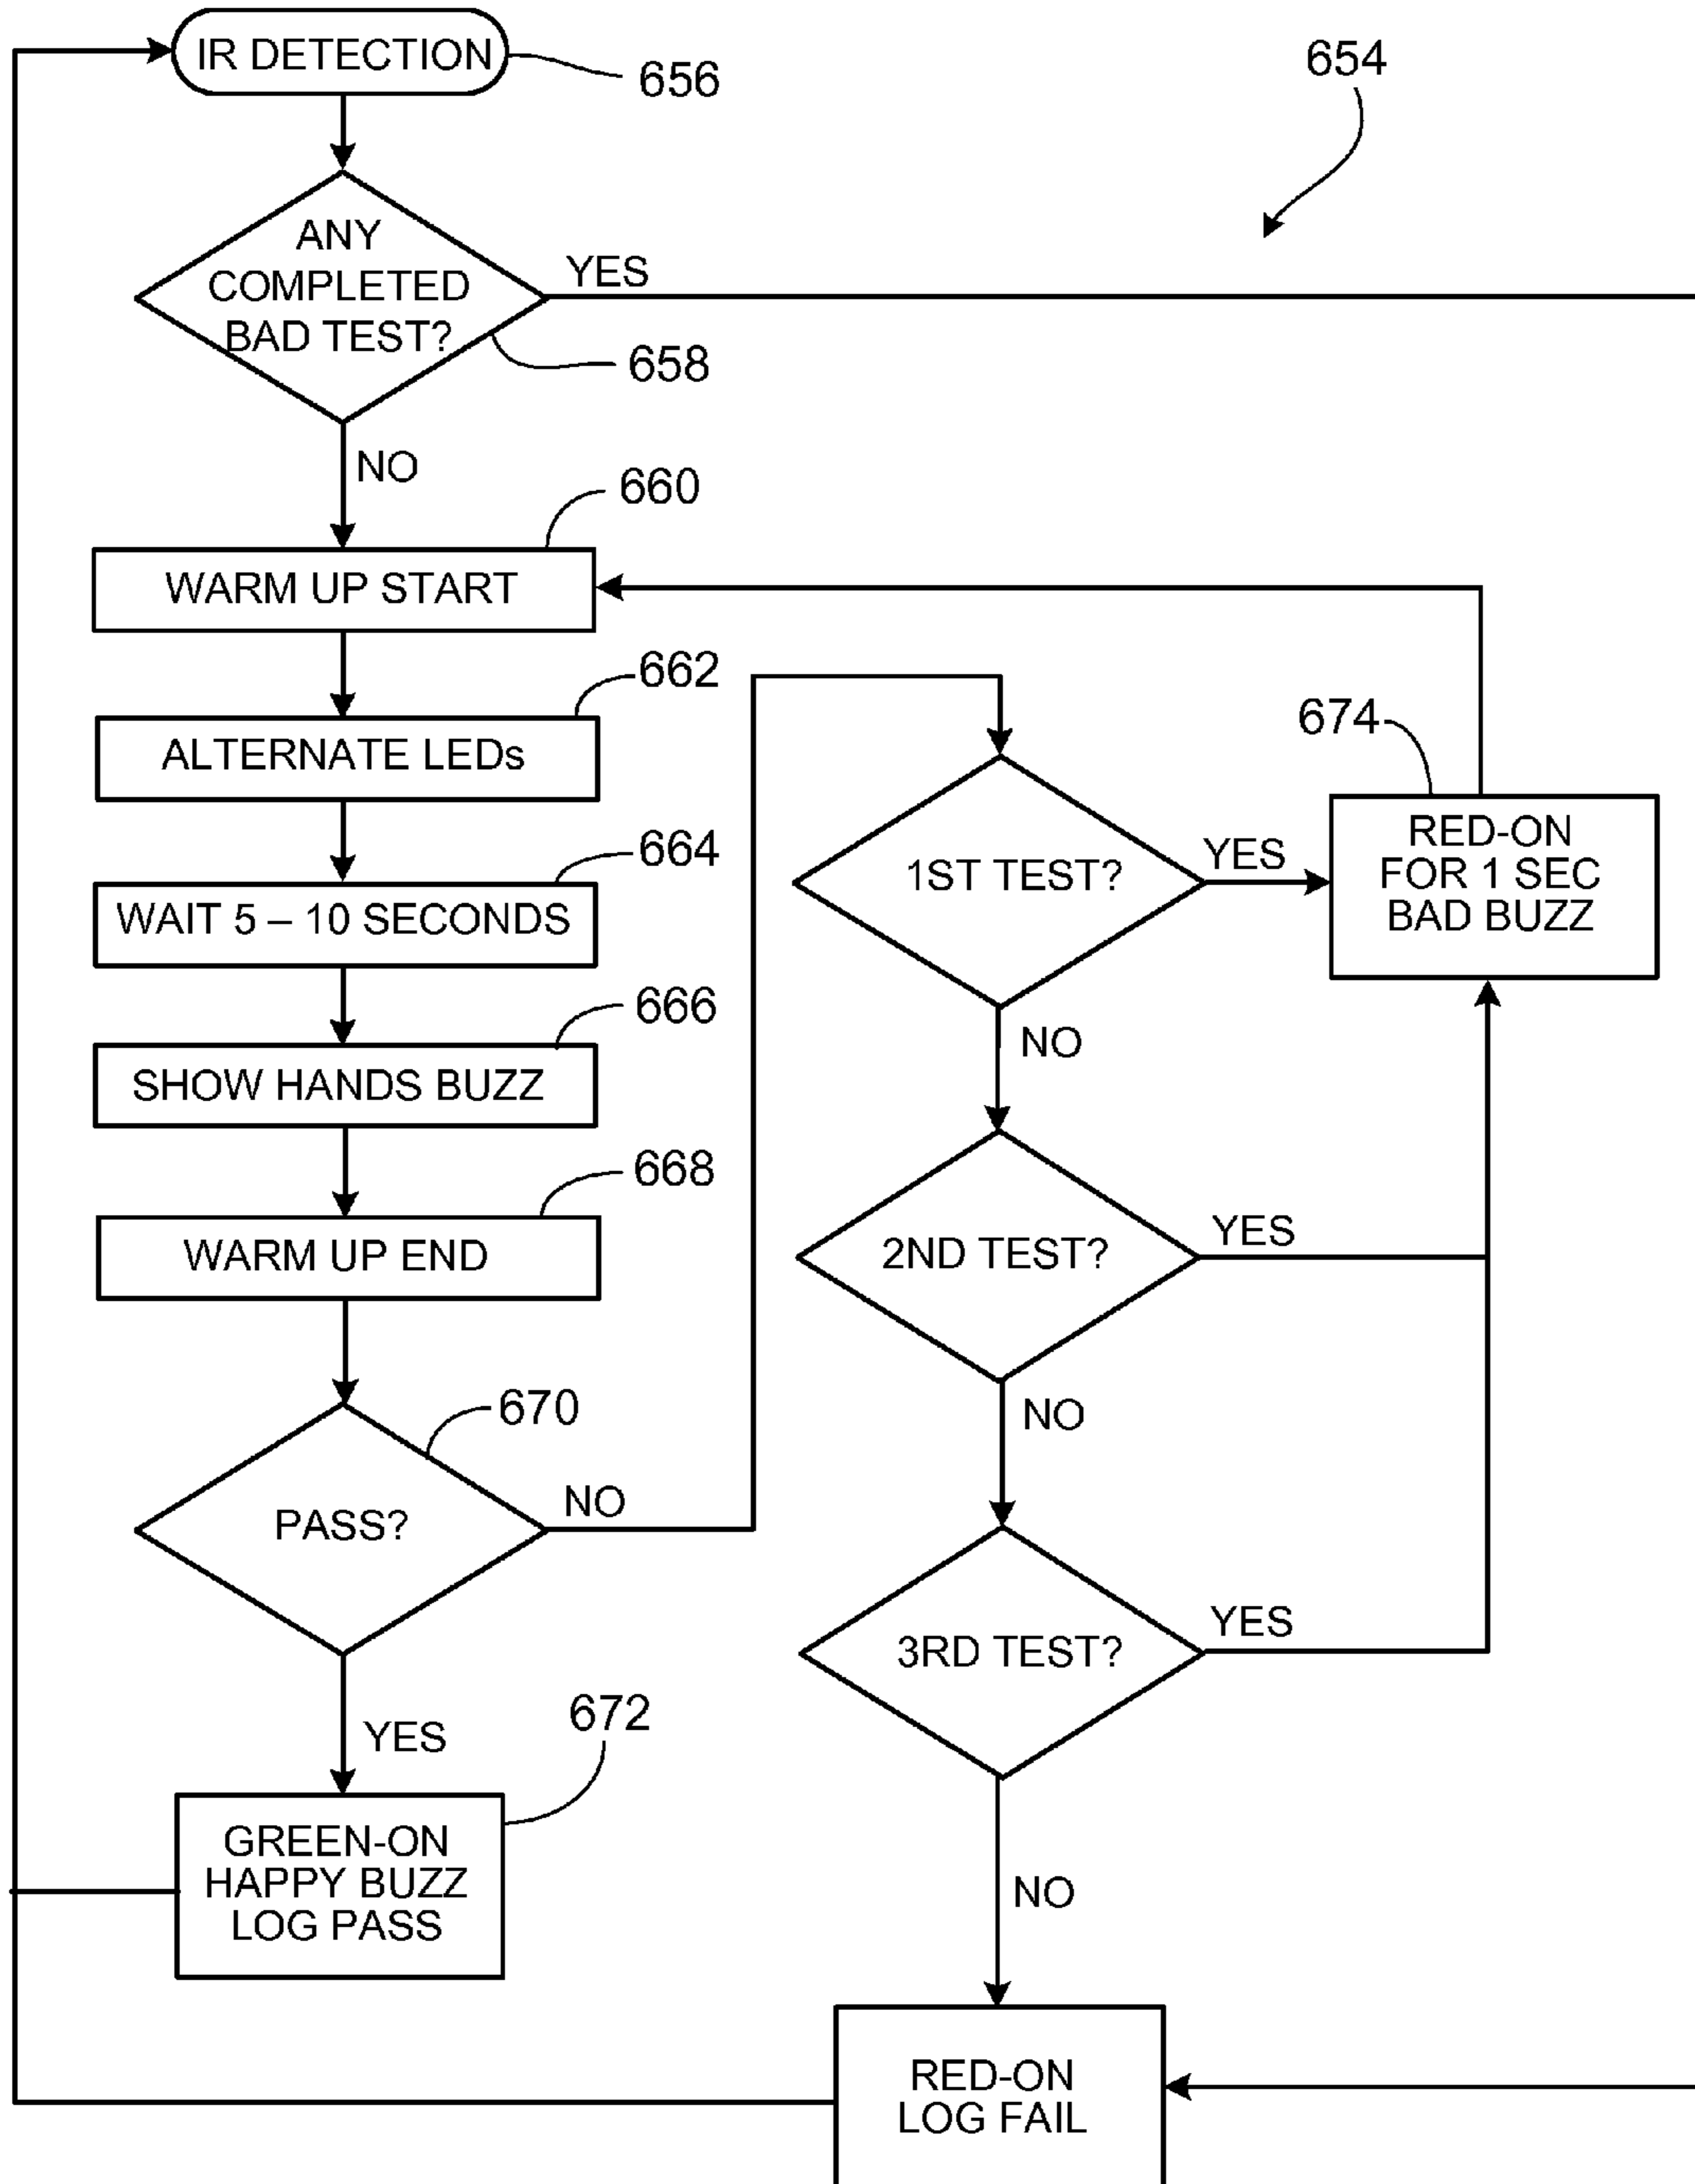 IR DETECTION
656
654
ANY
COMPLETED
BAD TEST?
YES
658
NO
660
WARM UP START
662
ALTERNATE LEDs
674
RED-ON
FOR 1 SEC
BAD BUZZ
664
WAIT 5 – 10 SECONDS
1ST TEST?
YES
666
SHOW HANDS BUZZ
NO
668
WARM UP END
2ND TEST?
YES
670
NO
PASS?
NO
3RD TEST?
YES
672
YES
GREEN-ON
HAPPY BUZZ
LOG PASS
NO
RED-ON
LOG FAIL